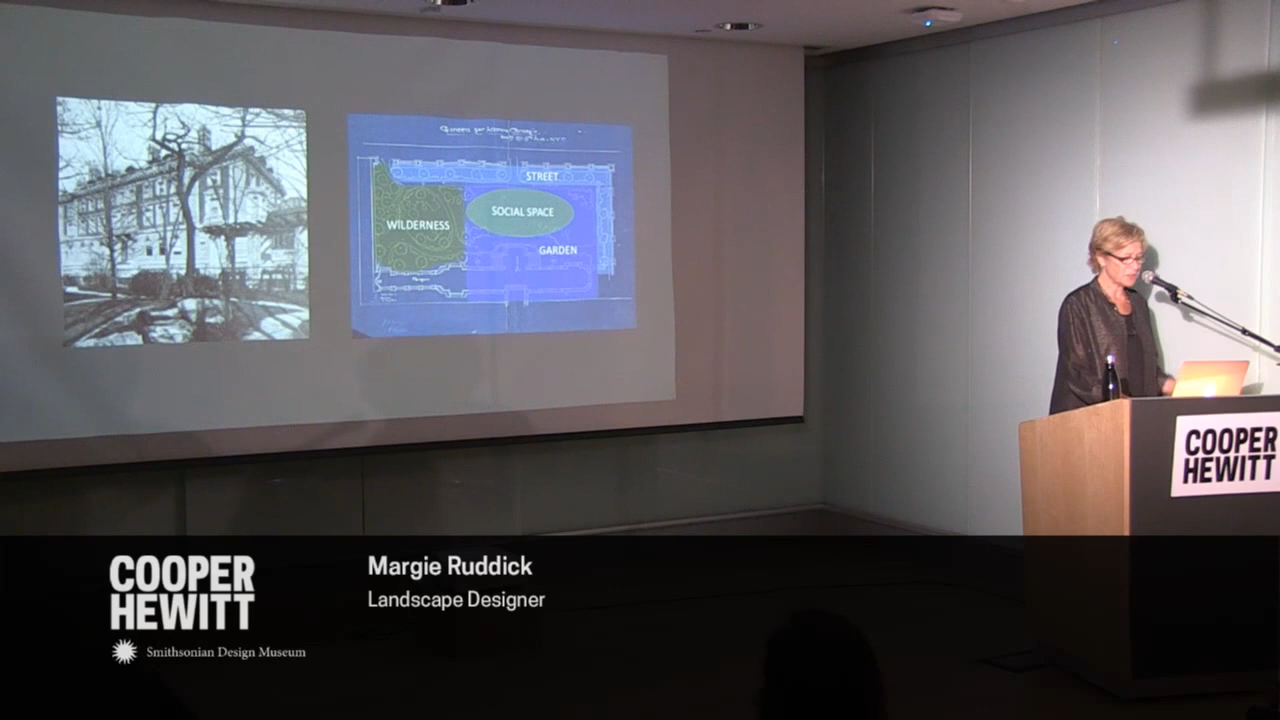 STREET
WILDERNESS
SOCIAL SPACE
GARDEN
COOPER
HEWITT
COOPER
HEWITT
Smithsonian Design Museum
Margie Ruddick
Landscape Designer